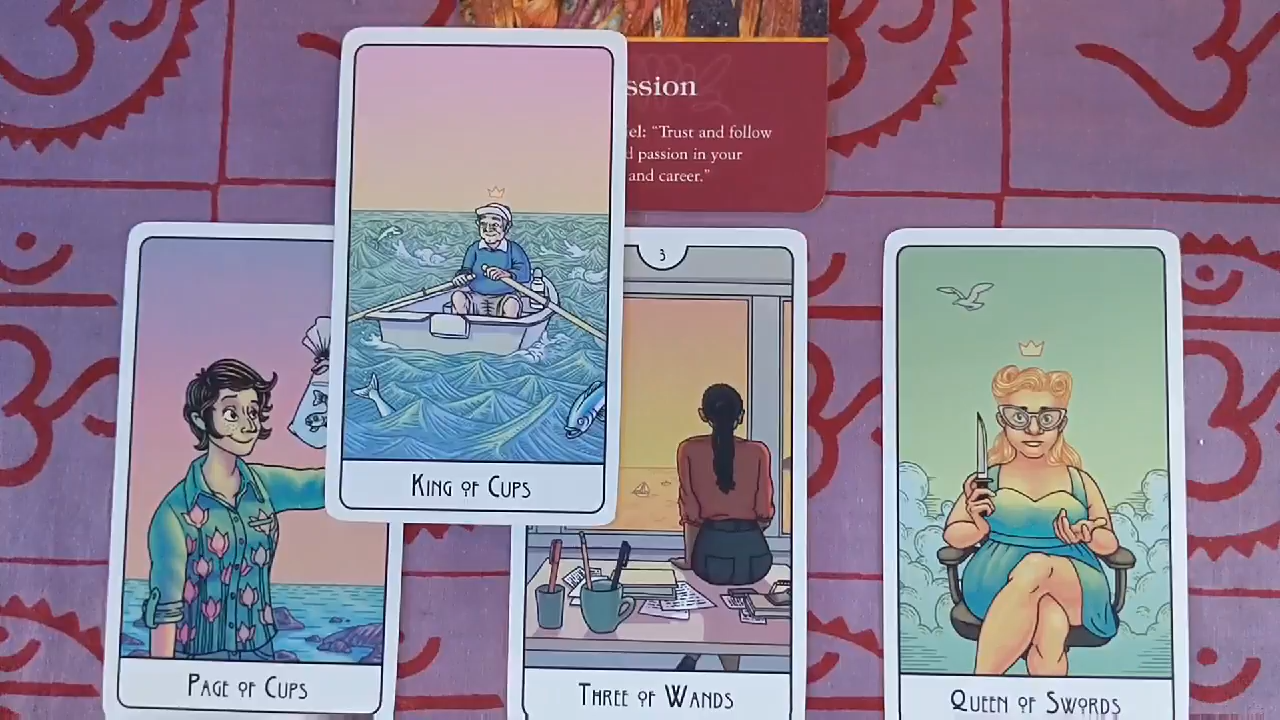 ssion
iel: “Trust and follow
d passion in your
and career.”
KING OF CUPS
3
PAGE OF CUPS
THREE OF WANDS
QUEEN OF SWORDS